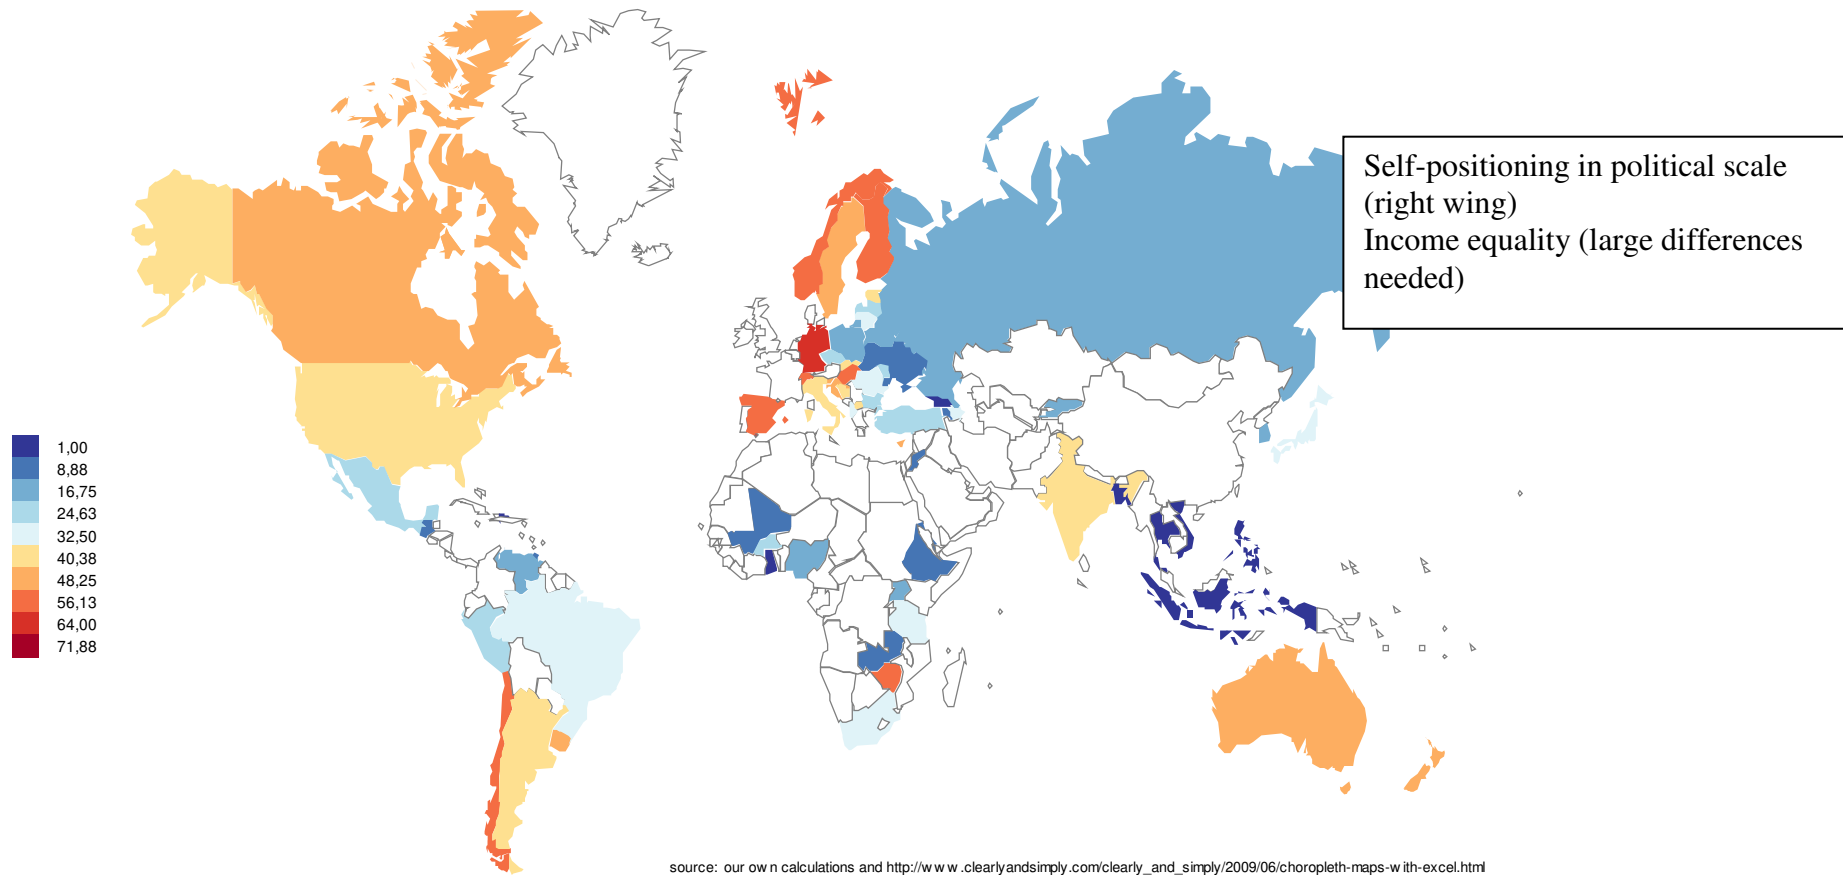 Self-positioning in political scale
(right wing)
Income equality (large differences
needed)
1,00
8,88
16,75
24,63
32,50
40,38
48,25
56,13
64,00
71,88
source: our own calculations and http://www.clearlyandsimply.com/clearly_and_simply/2009/06/choropleth-maps-with-excel.html